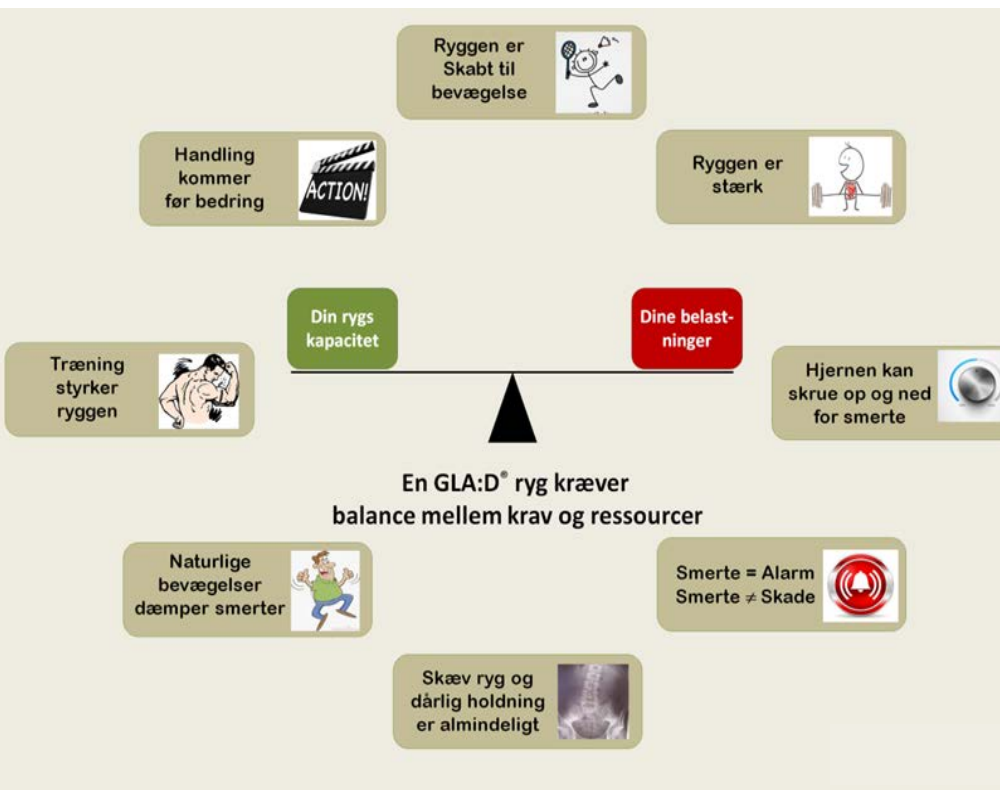 Ryggen er
Skabt til
bevægelse
Handling
kommer
før bedring
ACTION!
Ryggen er
stærk
Din rygs
kapacitet
Dine belast-
ninger
Træning
styrker
ryggen
Hjernen kan
skrue op og ned
for smerte
En GLA:D® ryg kræver
balance mellem krav og ressourcer
Naturlige
bevægelser
dæmper smerter
Smerte = Alarm
Smerte ≠ Skade
Skæv ryg og
dårlig holdning
er almindeligt